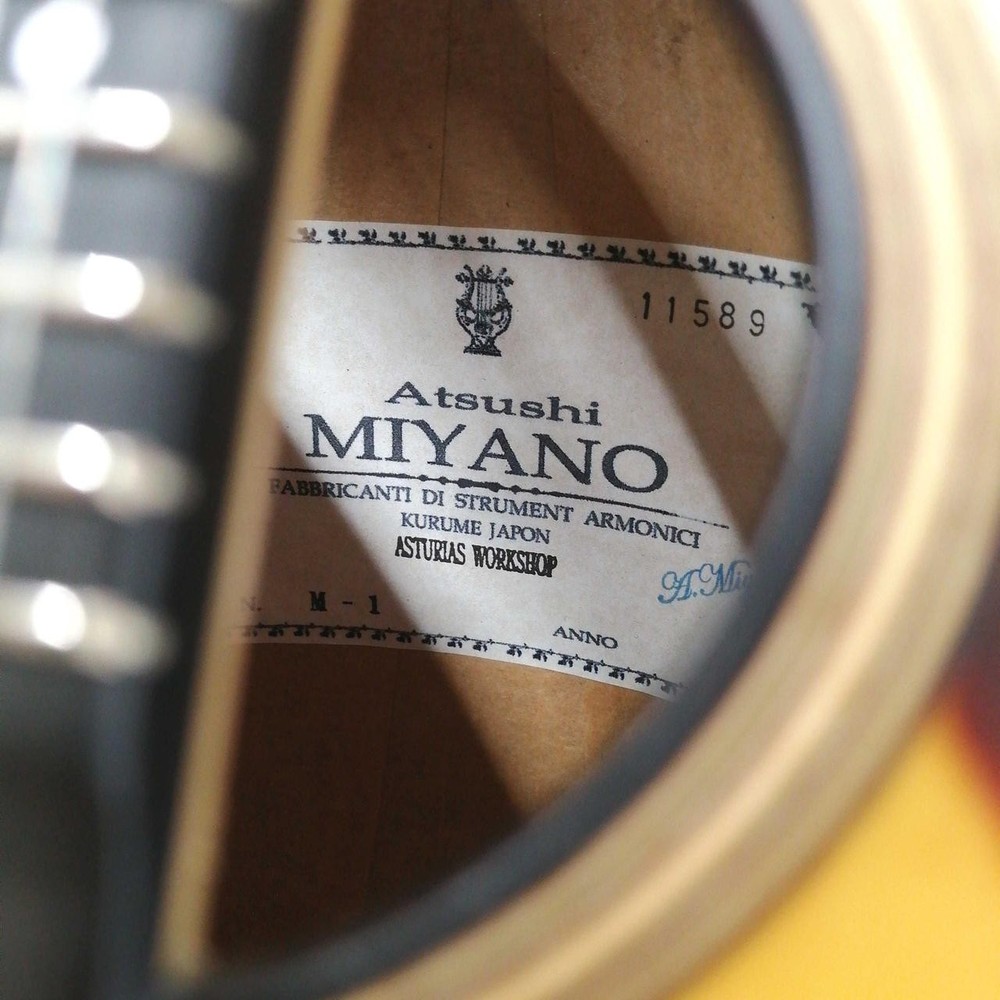 11589
Atsushi
MIYANO
FABBRICANTI DI STRUMENT ARMONICI
KURUME JAPON
ASTURIAS WORKSHOP
N. M-1
ANNO